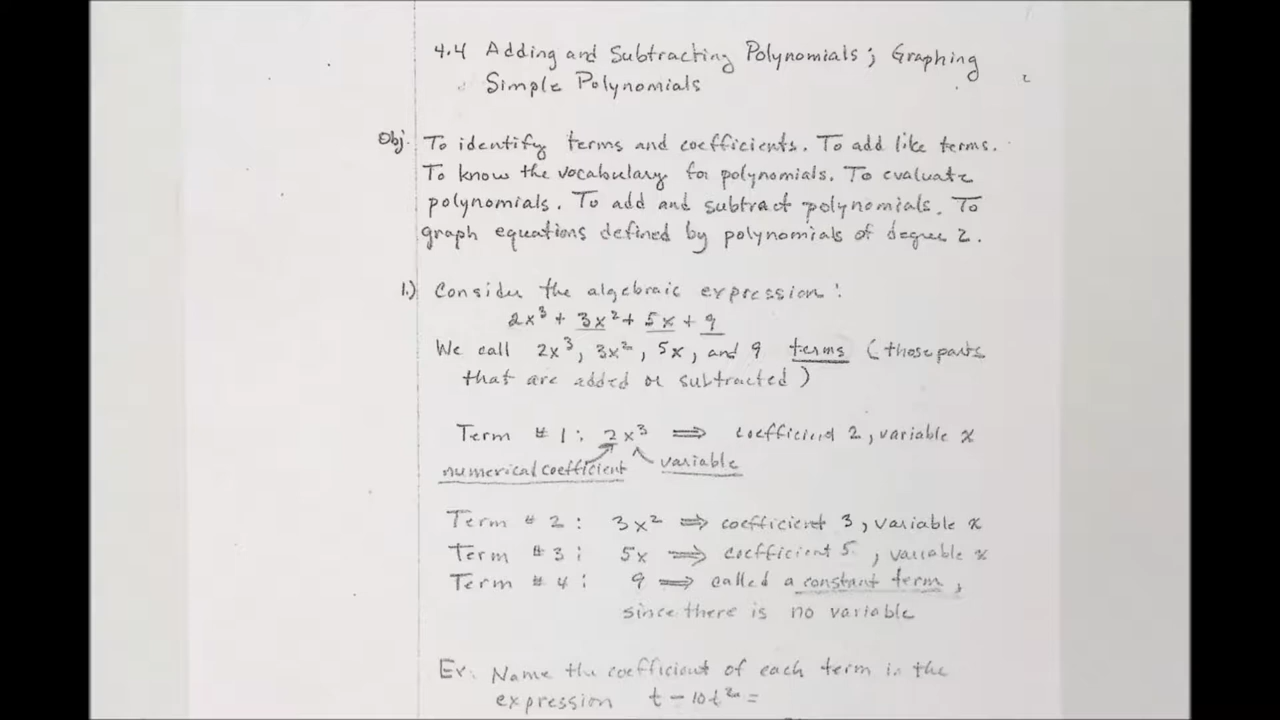 4.4 Adding and Subtracting Polynomials; Graphing
Simple Polynomials
Obj. To identify terms and coefficients. To add like terms.
To know the vocabulary for polynomials. To evaluate
polynomials. To add and subtract polynomials. To
graph equations defined by polynomials of degree 2.
1.) Consider the algebraic expression:
2x³ + 3x² + 5x + 9
We call 2x³, 3x², 5x, and 9 terms (those parts
that are added or subtracted)
Term # 1: 2x³ ⇒ coefficient 2, variable x
numerical coefficient variable
Term # 2: 3x² ⇒ coefficient 3, variable x
Term # 3: 5x ⇒ coefficient 5, variable x
Term # 4: 9 ⇒ called a constant term,
since there is no variable
Ex. Name the coefficient of each term in the
expression t - 10t² =